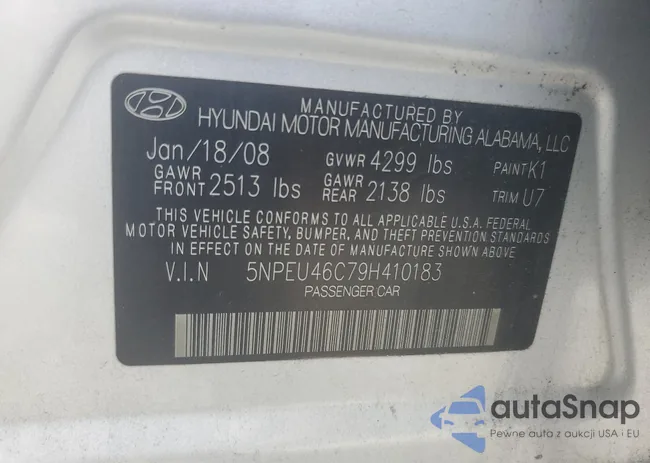 MANUFACTURED BY
HYUNDAI MOTOR MANUFACTURING ALABAMA, LLC
Jan/18/08 GVWR 4299 lbs PAINT K1
GAWR FRONT 2513 lbs GAWR REAR 2138 lbs TRIM U7
THIS VEHICLE CONFORMS TO ALL APPLICABLE U.S.A. FEDERAL
MOTOR VEHICLE SAFETY, BUMPER, AND THEFT PREVENTION STANDARDS
IN EFFECT ON THE DATE OF MANUFACTURE SHOWN ABOVE
V.I.N 5NPEU46C79H410183
PASSENGER CAR
autaSnap
Pewne auta z aukcji USA i EU